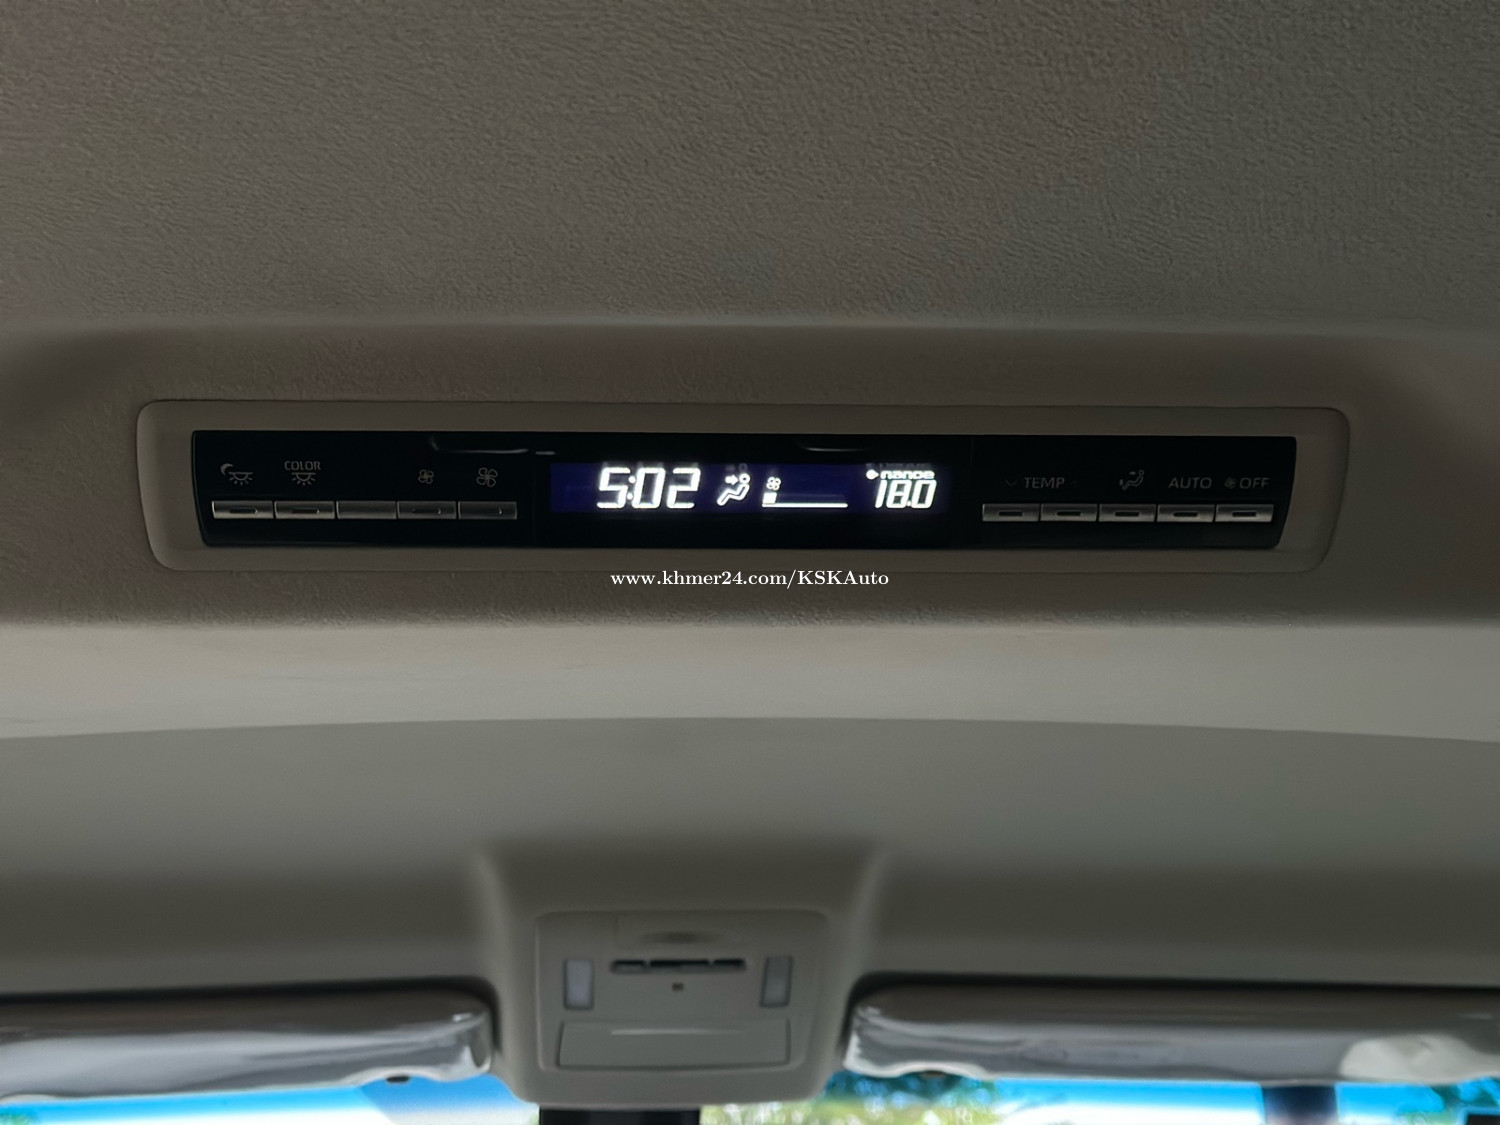 COLOR
5:02
nanoe
18.0
TEMP
AUTO
OFF
www.khmer24.com/KSKAuto